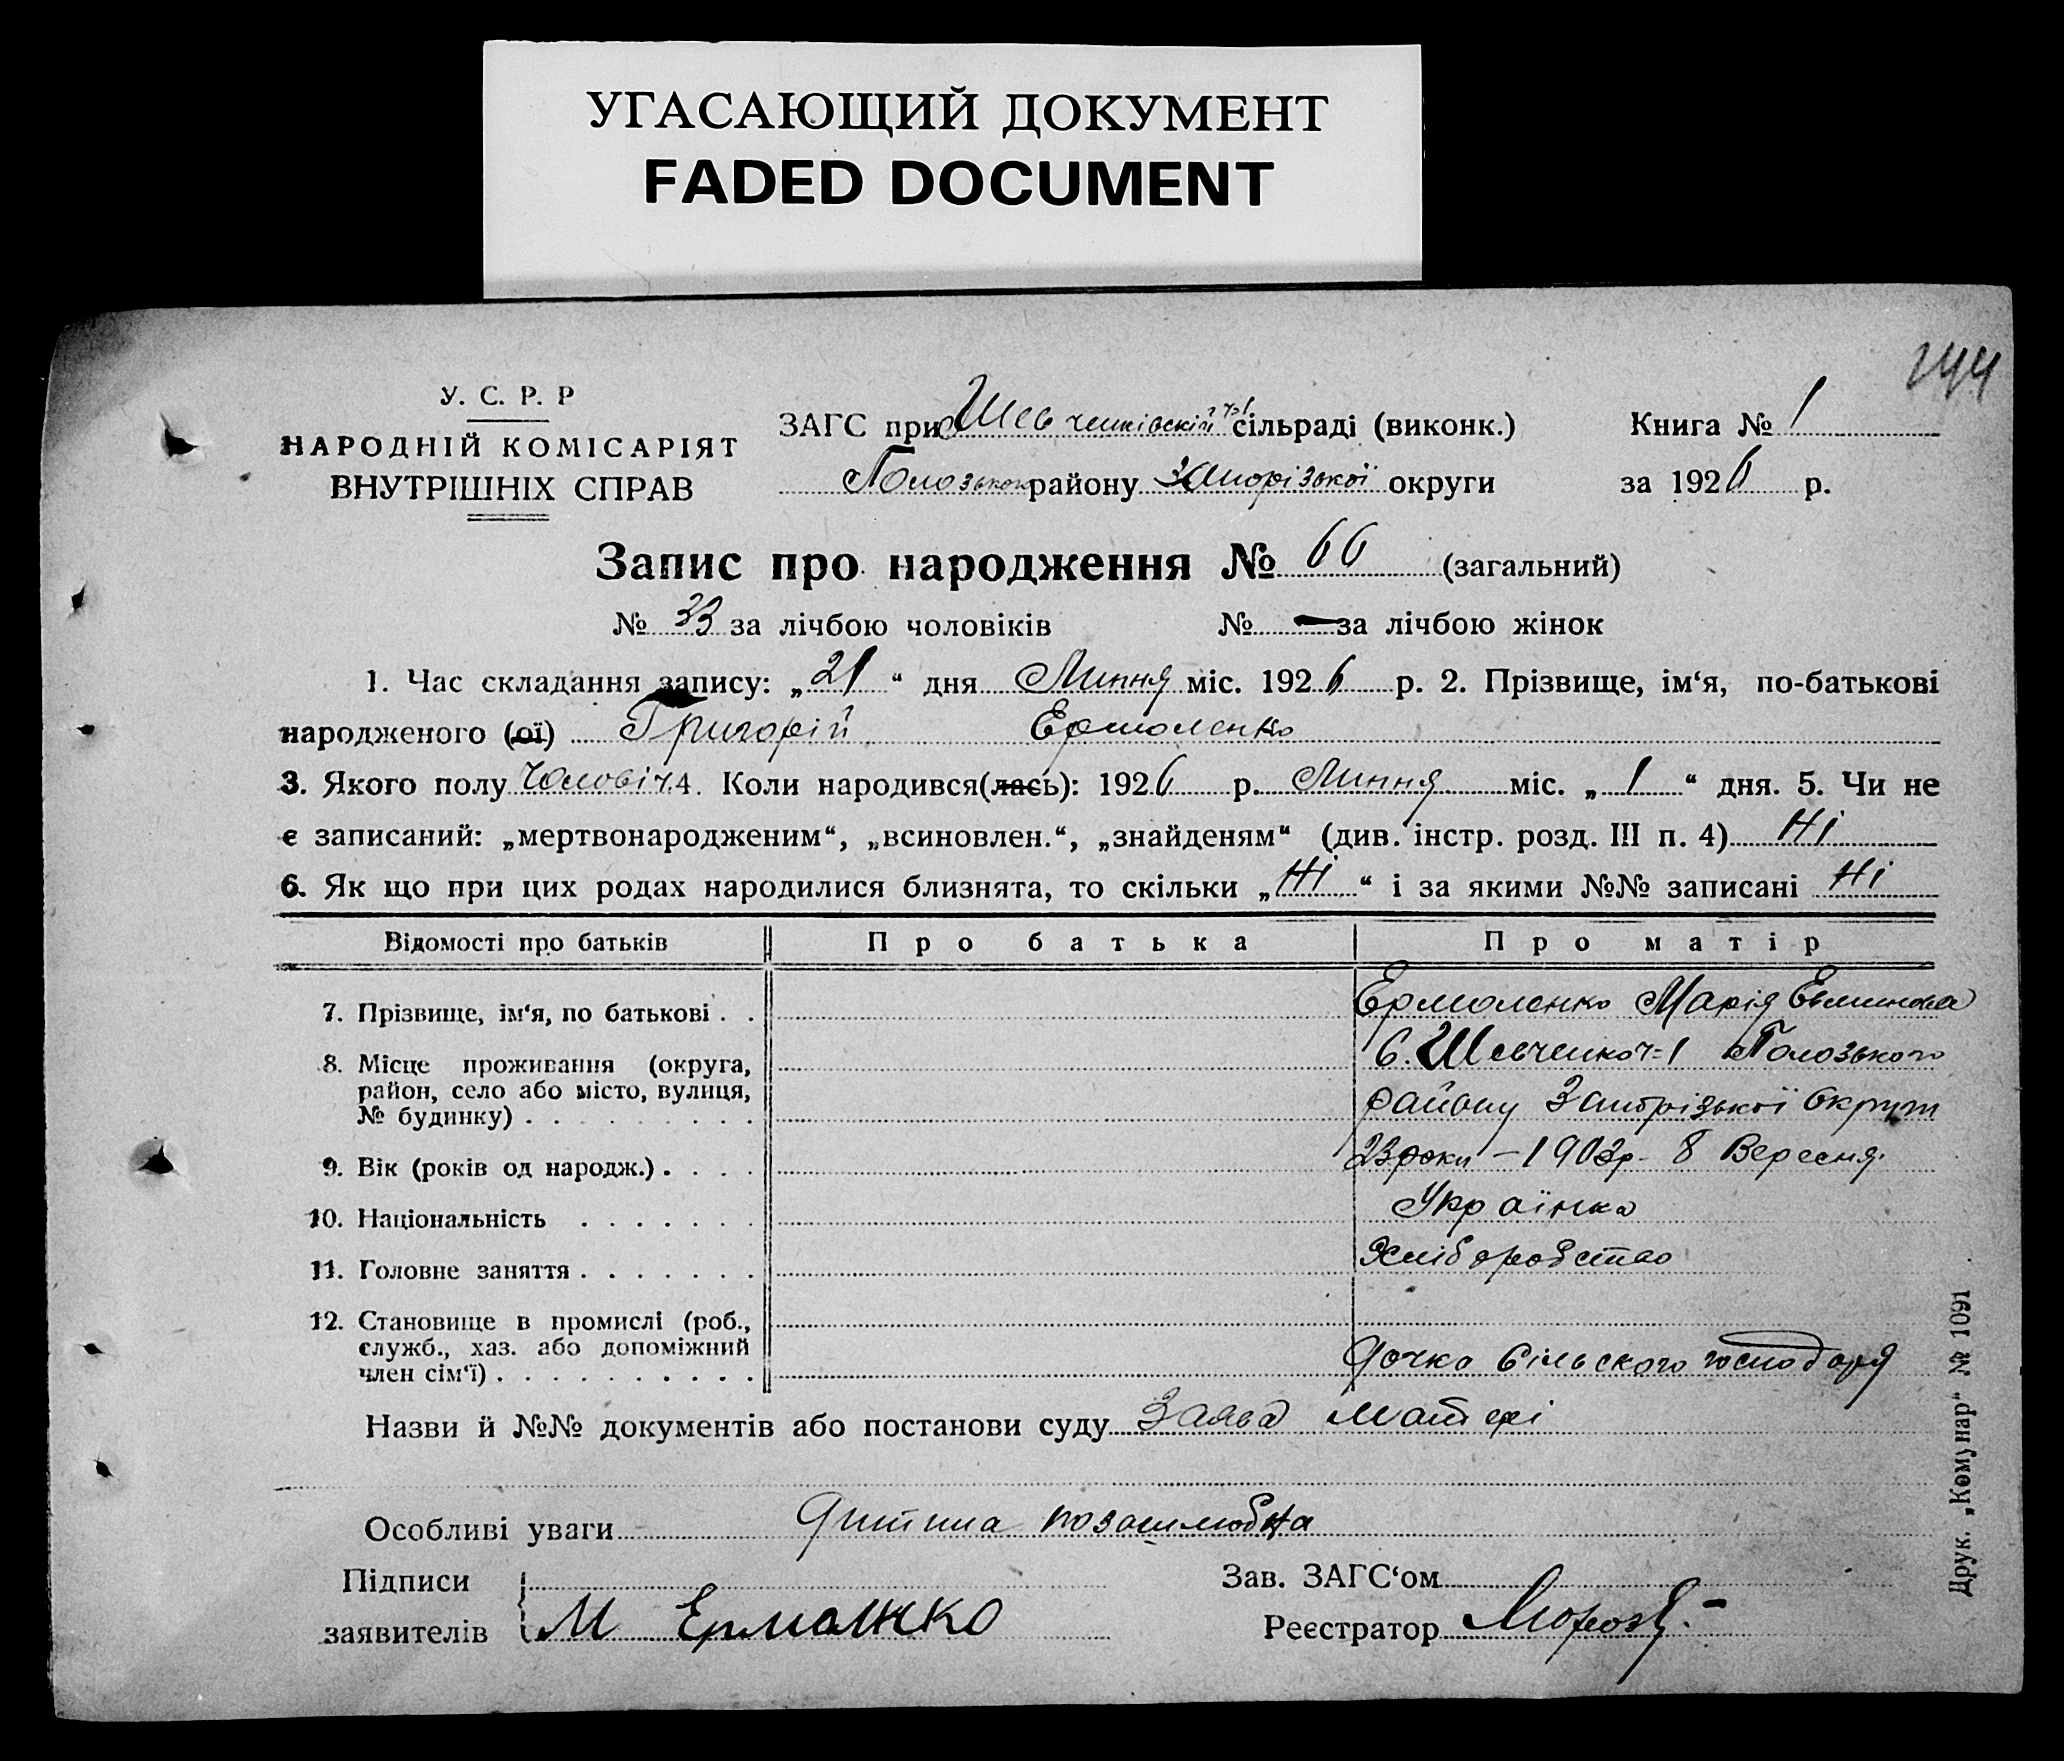 УГАСАЮЩИЙ ДОКУМЕНТ
FADED DOCUMENT
244
У. С. Р. Р
НАРОДНІЙ КОМІСАРІЯТ
ВНУТРІШНІХ СПРАВ
ЗАГС при Шевченківскій №1 сільраді (виконк.)
Полозького району Запорізької округи
Книга № 1
за 1926 р.
Запис про народження № 66 (загальний)
№ 33 за лічбою чоловіків № — за лічбою жінок
1. Час складання запису: „21“ дня Липня міс. 1926 р. 2. Прізвище, ім‘я, по-батькові
народженого (ої) Григорій Ермоленко
3. Якого полу Чоловіч. 4. Коли народився(лась): 1926 р. Липня міс. „1“ дня. 5. Чи не
є записаний: „мертвонародженим“, „всиновлен.“, „знайденям“ (див. інстр. розд. III п. 4) Ні
6. Як що при цих родах народилися близнята, то скільки „Ні“ і за якими №№ записані Ні
Відомості про батьків Про батька Про матір
7. Прізвище, ім‘я, по батькові . . Ермоленко Марія
8. Місце проживання (округа, С. Шевченко №1 Полозького
район, село або місто, вулиця,
№ будинку) . . . . . . . . . району Запорізької Округи
9. Вік (років од народж.) . . . . 23 роки – 1903р. 8 Вересня.
10. Національність . . . . . . . Українка
11. Головне заняття . . . . . . . Хліборобство
12. Становище в промислі (роб.,
служб., хаз. або допоміжний Дочка сільского господаря
член сім‘ї) . . . . . . . . . .
Назви й №№ документів або постанови суду Заява матері
Особливі уваги Дитина позашлюбна
Підписи Зав. ЗАГС‘ом
заявителів М Ермоленко Реєстратор
Друк. „Комунар“ № 1091